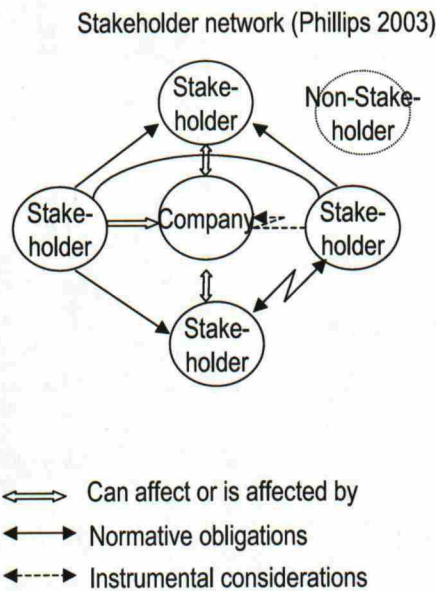 Stakeholder network (Phillips 2003)
Stake-
holder
Non-Stake-
holder
Stake-
holder
Company
Stake-
holder
Stake-
holder
Can affect or is affected by
Normative obligations
Instrumental considerations